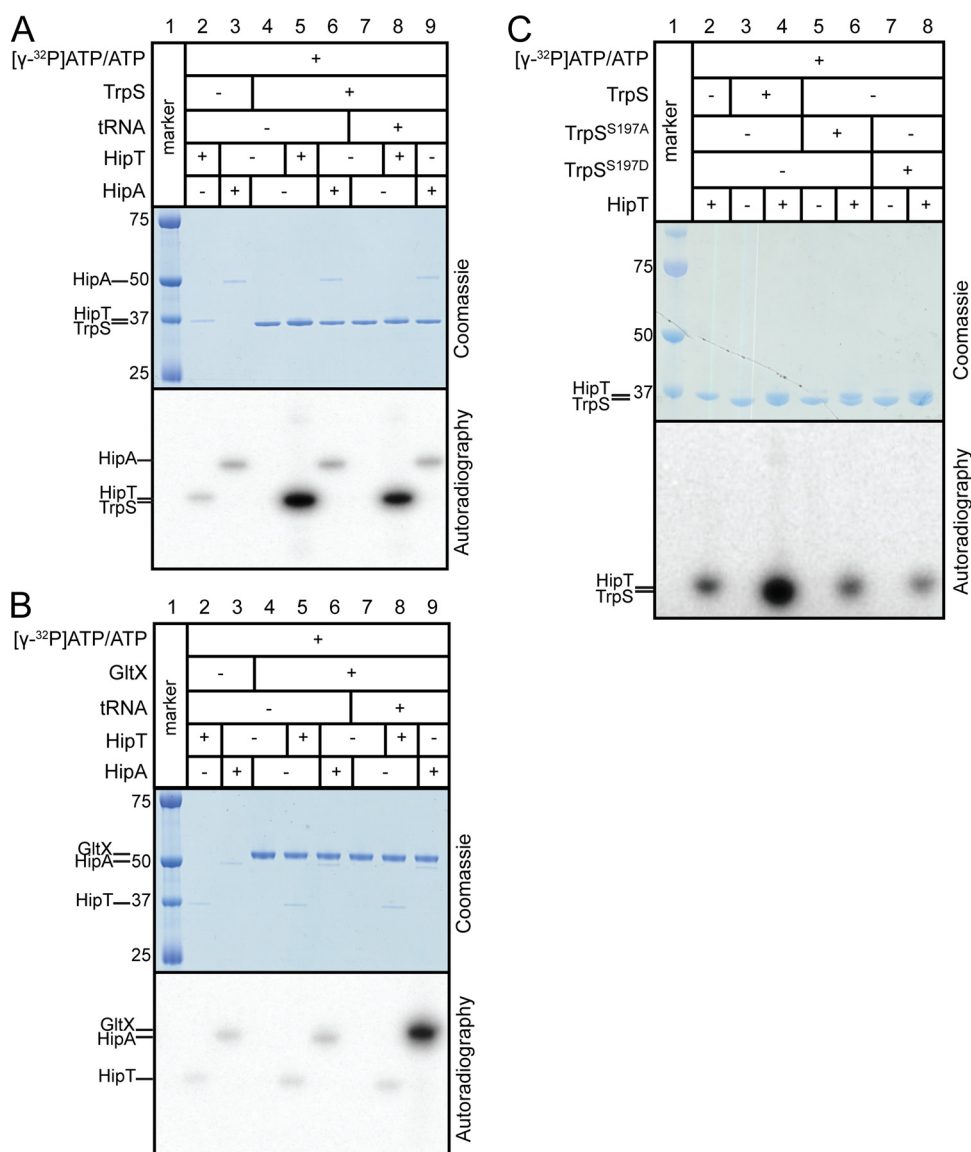 A
1 2 3 4 5 6 7 8 9
marker
[γ-³²P]ATP/ATP +
TrpS - +
tRNA - +
HipT + - + - + -
HipA - + - + - +
75
HipA 50
HipT 37
TrpS
25
Coomassie
HipA
HipT
TrpS
Autoradiography
B
1 2 3 4 5 6 7 8 9
marker
[γ-³²P]ATP/ATP +
GltX - +
tRNA - +
HipT + - + - + -
HipA - + - + - +
75
GltX
HipA 50
HipT 37
25
Coomassie
GltX
HipA
HipT
Autoradiography
C
1 2 3 4 5 6 7 8
marker
[γ-³²P]ATP/ATP +
TrpS - + -
TrpS^S197A - + -
TrpS^S197D - +
HipT + - + - + - +
75
50
HipT 37
TrpS
Coomassie
HipT
TrpS
Autoradiography